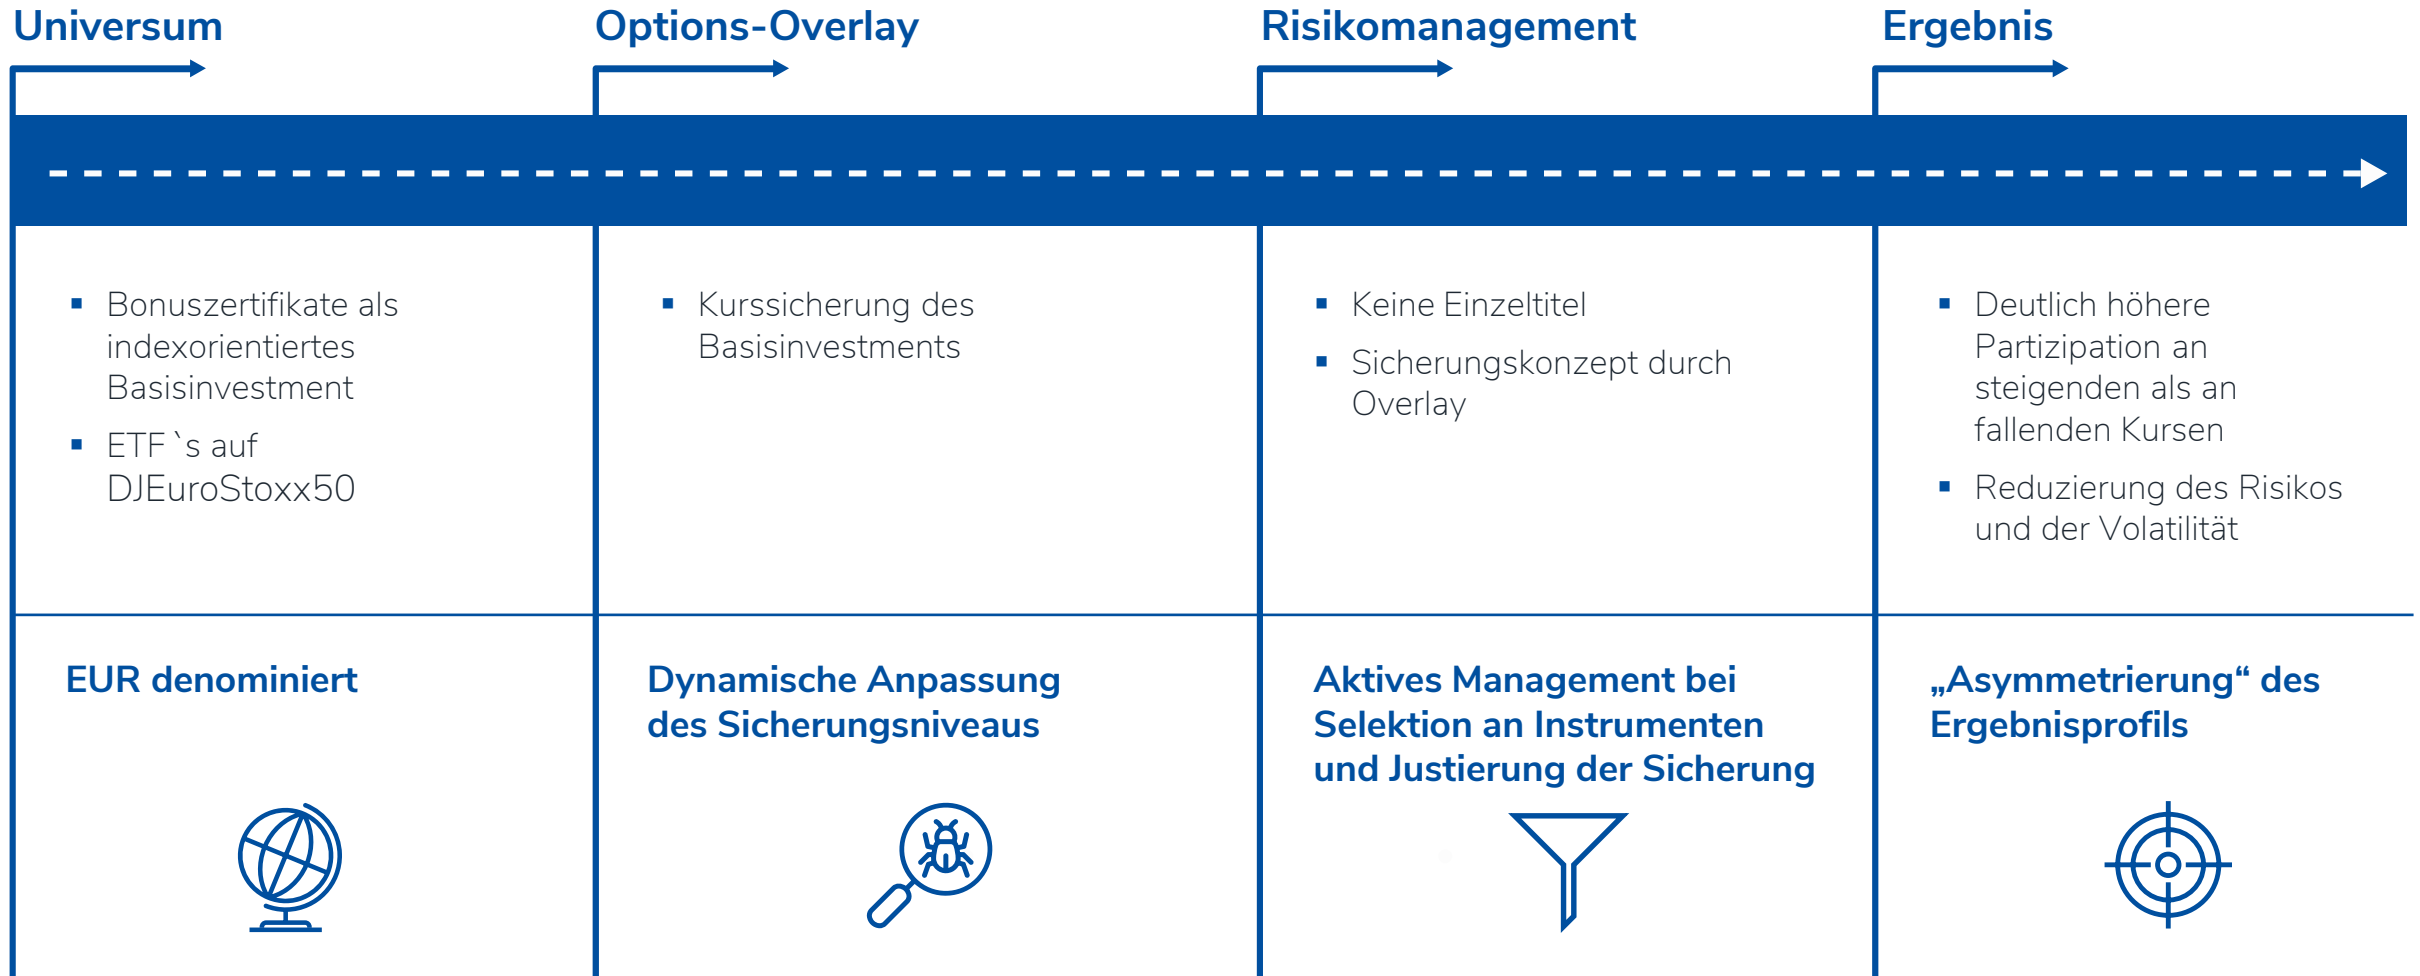 Universum
Options-Overlay
Risikomanagement
Ergebnis
▪ Bonuszertifikate als
indexorientiertes
Basisinvestment
▪ ETF`s auf
DJEuroStoxx50
▪ Kurssicherung des
Basisinvestments
▪ Keine Einzeltitel
▪ Sicherungskonzept durch
Overlay
▪ Deutlich höhere
Partizipation an
steigenden als an
fallenden Kursen
▪ Reduzierung des Risikos
und der Volatilität
EUR denominiert
Dynamische Anpassung
des Sicherungsniveaus
Aktives Management bei
Selektion an Instrumenten
und Justierung der Sicherung
„Asymmetrierung“ des
Ergebnisprofils